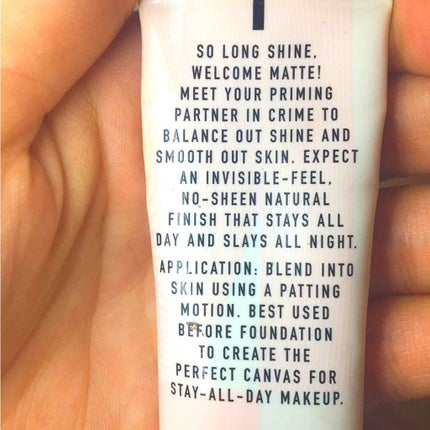 SO LONG SHINE,
WELCOME MATTE!
MEET YOUR PRIMING
PARTNER IN CRIME TO
BALANCE OUT SHINE AND
SMOOTH OUT SKIN. EXPECT
AN INVISIBLE-FEEL,
NO-SHEEN NATURAL
FINISH THAT STAYS ALL
DAY AND SLAYS ALL NIGHT.
APPLICATION: BLEND INTO
SKIN USING A PATTING
MOTION. BEST USED
BEFORE FOUNDATION
TO CREATE THE
PERFECT CANVAS FOR
STAY-ALL-DAY MAKEUP.